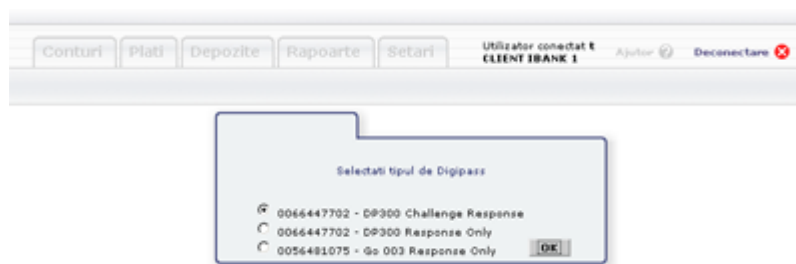 Conturi Plati Depozite Rapoarte Setari
Utilizator conectat
CLIENT IBANK 1
Ajutor ?
Deconectare
Selectati tipul de Digipass
0066447702 - DP300 Challenge Response
0066447702 - DP300 Response Only
0056481075 - Go 003 Response Only
OK